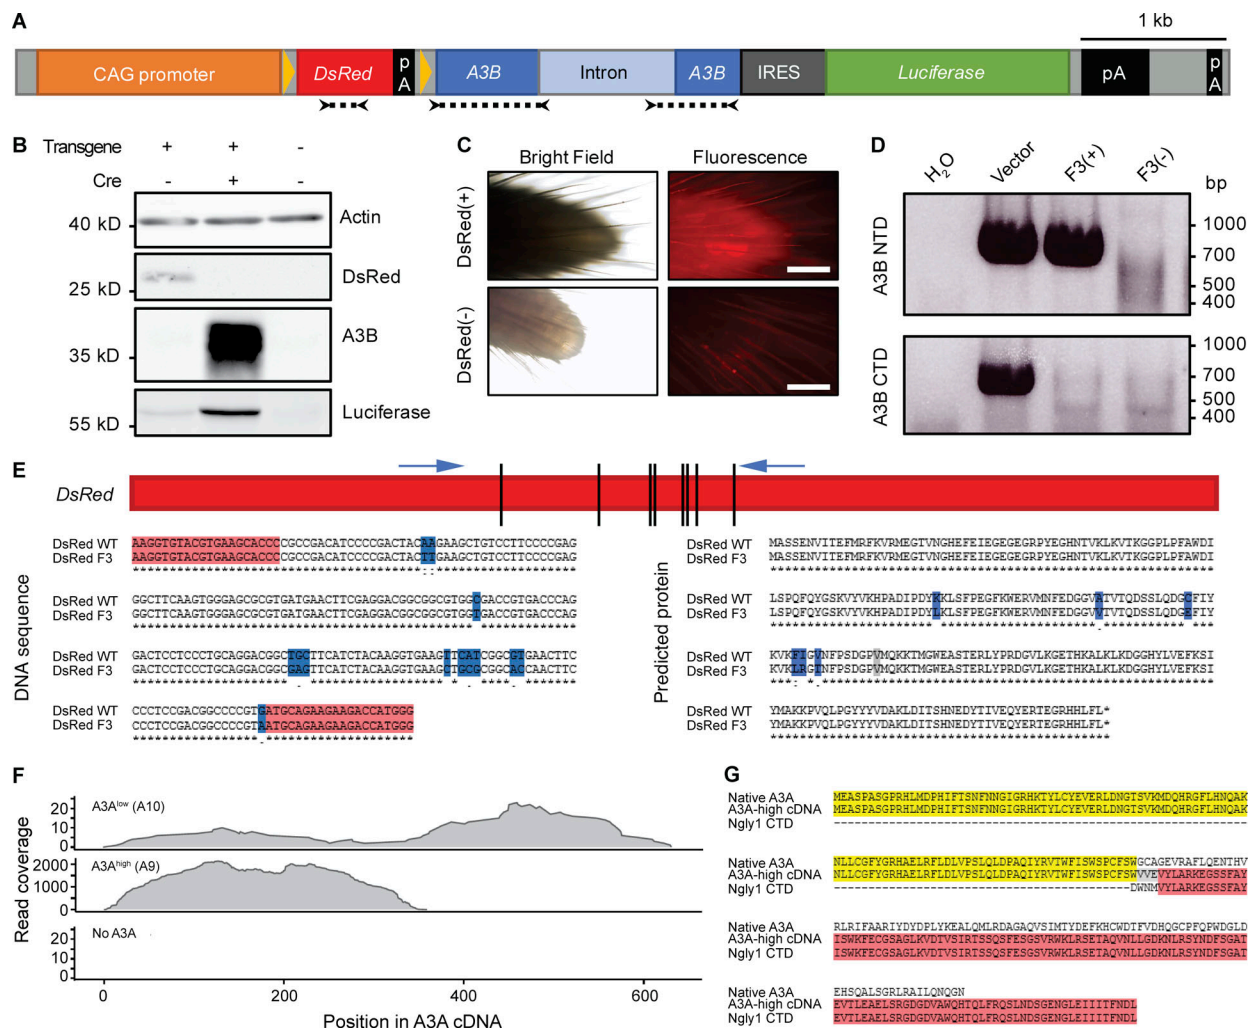 A
1 kb
CAG promoter
DsRed
pA
A3B
Intron
A3B
IRES
Luciferase
pA
pA
B
Transgene + + -
Cre - + -
40 kD
Actin
25 kD
DsRed
35 kD
A3B
55 kD
Luciferase
C
Bright Field Fluorescence
DsRed(+)
DsRed(-)
D
H2O Vector F3(+) F3(-)
bp
A3B NTD
1000
700
500
400
A3B CTD
1000
700
500
400
E
DsRed
DNA sequence
DsRed WT AAGGTGTACGTGAAGCACCCCGCCGACATCCCCGACTACAAGAAGCTGTCCTTCCCCGAG
DsRed F3 AAGGTGTACGTGAAGCACCCCGCCGACATCCCCGACTACTTGAAGCTGTCCTTCCCCGAG
DsRed WT GGCTTCAAGTGGGAGCGCGTGATGAACTTCGAGGACGGCGGCGTGGCGACCGTGACCCAG
DsRed F3 GGCTTCAAGTGGGAGCGCGTGATGAACTTCGAGGACGGCGGCGTGGTGACCGTGACCCAG
DsRed WT GACTCCTCCCTGCAGGACGGCTGCTTCATCTACAAGGTGAAGTTCATCGGCGTGAACTTC
DsRed F3 GACTCCTCCCTGCAGGACGGCGAGTTCATCTACAAGGTGAAGCTGCGCGGCACGAACTTC
DsRed WT CCCTCCGACGGCCCCGTGATGCAGAAGAAGACCATGGG
DsRed F3 CCCTCCGACGGCCCCGTAATGCAGAAGAAGACCATGGG
Predicted protein
DsRed WT MASSENVITEFMRFKVRMEGTVNGHEFEIEGEGEGRPYEGHNTVKLKVTKGGPLPFAWDI
DsRed F3 MASSENVITEFMRFKVRMEGTVNGHEFEIEGEGEGRPYEGHNTVKLKVTKGGPLPFAWDI
DsRed WT LSPQFQYGSKVYVKHPADIPDYKKLSFPEGFKWERVMNFEDGGVATVTQDSSLQDGCFIY
DsRed F3 LSPQFQYGSKVYVKHPADIPDYLKLSFPEGFKWERVMNFEDGGVVTVTQDSSLQDGEFIY
DsRed WT KVKFIGVNFPSDGPVMQKKTMGWEASTERLYPRDGVLKGETHKALKLKDGGHYLVEFKSI
DsRed F3 KVKLRGTNFPSDGPVMQKKTMGWEASTERLYPRDGVLKGETHKALKLKDGGHYLVEFKSI
DsRed WT YMAKKPVQLPGYYYVDAKLDITSHNEDYTIVEQYERTEGRHHLFL*
DsRed F3 YMAKKPVQLPGYYYVDAKLDITSHNEDYTIVEQYERTEGRHHLFL*
F
Read coverage
A3Alow (A10)
20
10
0
A3Ahigh (A9)
2000
1000
0
No A3A
20
10
0
0 200 400 600
Position in A3A cDNA
G
Native A3A MEASPASGPRHLMDPHIFTSNFNNGIGRHKTYLCYEVERLDNGTSVKMDQHRGFLHNQAK
A3A-high cDNA MEASPASGPRHLMDPHIFTSNFNNGIGRHKTYLCYEVERLDNGTSVKMDQHRGFLHNQAK
Ngly1 CTD ------------------------------------------------------------
Native A3A NLLCGFYGRHAELRFLDLVPSLQLDPAQIYRVTWFISWSPCFSWGCAGEVRAFLQENTHV
A3A-high cDNA NLLCGFYGRHAELRFLDLVPSLQLDPAQIYRVTWFISWSPCFSWVVEVYLARKEGSSFAY
Ngly1 CTD -------------------------------------------DWNMVYLARKEGSSFAY
Native A3A RLRIFAARIYDYDPLYKEALQMLRDAGAQVSIMTYDEFKHCWDTFVDHQGCPFQPWDGLD
A3A-high cDNA ISWKFECGSAGLKVDTVSIRTSSQSFESGSVRWKLRSETAQVNLLGDKNLRSYNDFSGAT
Ngly1 CTD ISWKFECGSAGLKVDTVSIRTSSQSFESGSVRWKLRSETAQVNLLGDKNLRSYNDFSGAT
Native A3A EHSQALSGRLRAILQNQGN
A3A-high cDNA EVTLEAELSRGDGDVAWQHTQLFRQSLNDSGENGLEIIITFNDL
Ngly1 CTD EVTLEAELSRGDGDVAWQHTQLFRQSLNDSGENGLEIIITFNDL